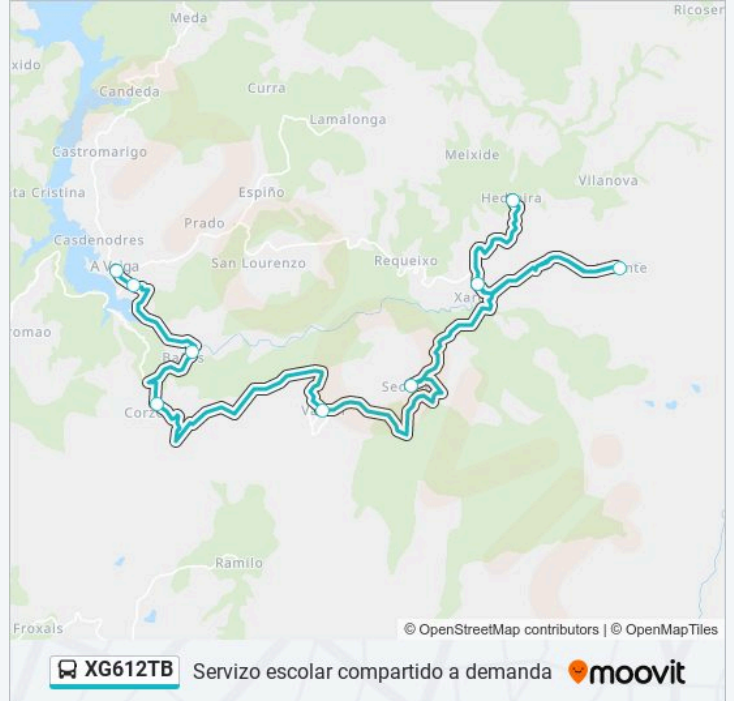 Ricoser
Meda
xido
Candeda
Curra
Lamalonga
Castromarigo
Meixide
Vilanova
ta Cristina
Espiño
Prado
Casdenodres
San Lourenzo
Requeixo
romao
Ramilo
Froxais
© OpenStreetMap contributors | © OpenMapTiles
XG612TB Servizo escolar compartido a demanda moovit